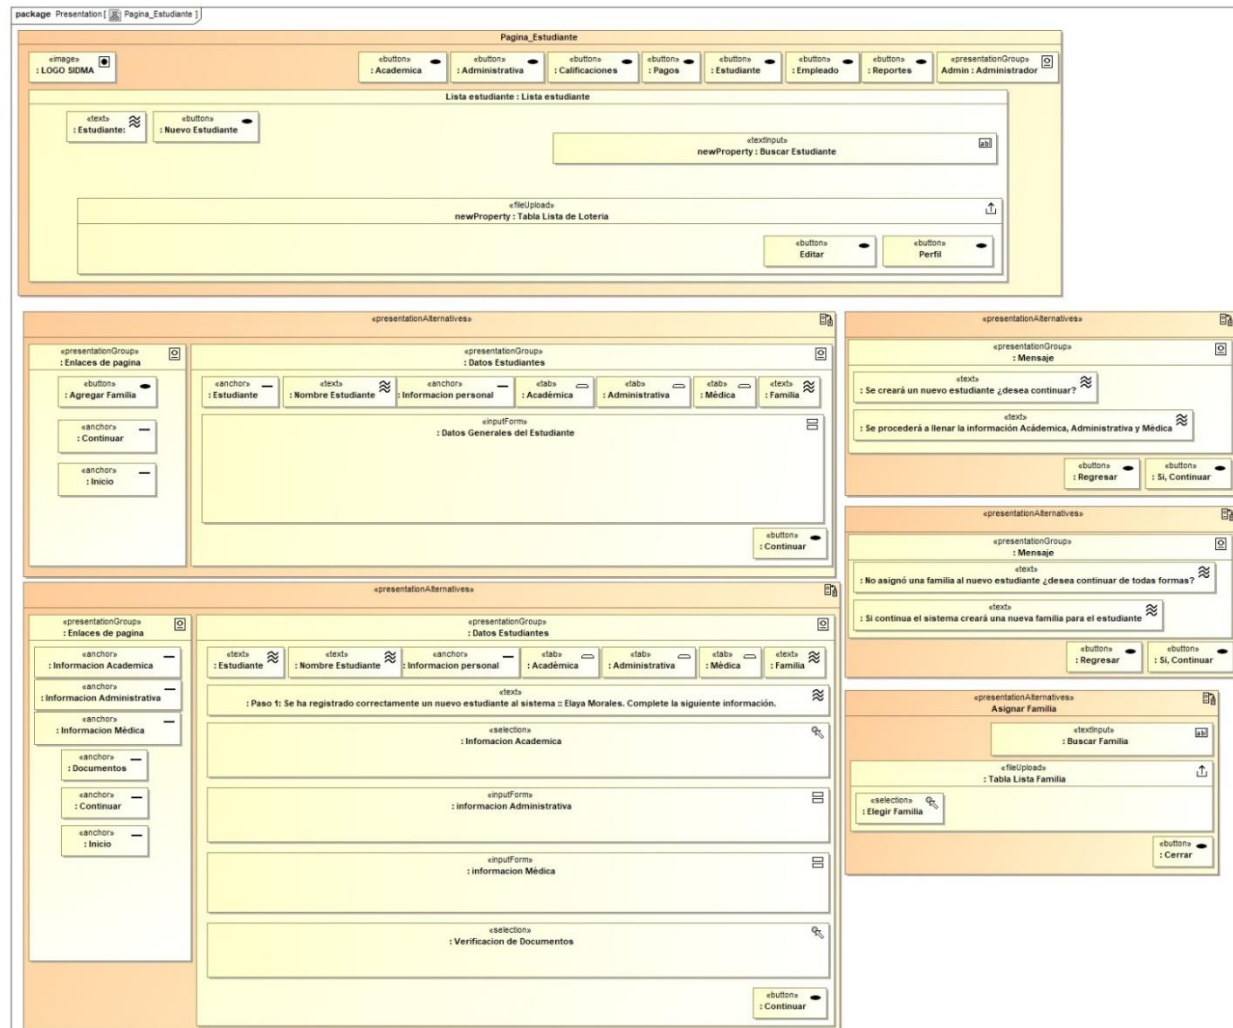 package Presentation [ Pagina_Estudiante ]
Pagina_Estudiante
«image»
: LOGO SIDMA
«button»
: Academica
«button»
: Administrativa
«button»
: Calificaciones
«button»
: Pagos
«button»
: Estudiante
«button»
: Empleado
«button»
: Reportes
«presentationGroup»
Admin : Administrador
Lista estudiante : Lista estudiante
«text»
: Estudiante:
«button»
: Nuevo Estudiante
«textInput»
newProperty : Buscar Estudiante
ab|
«fileUpload»
newProperty : Tabla Lista de Loteria
«button»
Editar
«button»
Perfil
«presentationAlternatives»
«presentationGroup»
: Enlaces de pagina
«button»
: Agregar Familia
«anchor»
: Continuar
«anchor»
: Inicio
«presentationGroup»
: Datos Estudiantes
«anchor»
: Estudiante
«text»
: Nombre Estudiante
«anchor»
: Informacion personal
«tab»
: Acadèmica
«tab»
: Administrativa
«tab»
: Mèdica
«text»
: Familia
«inputForm»
: Datos Generales del Estudiante
«button»
: Continuar
«presentationAlternatives»
«presentationGroup»
: Mensaje
«text»
: Se creará un nuevo estudiante ¿desea continuar?
«text»
: Se procederá a llenar la información Acádemica, Administrativa y Médica
«button»
: Regresar
«button»
: Si, Continuar
«presentationAlternatives»
«presentationGroup»
: Mensaje
«text»
: No asignó una familia al nuevo estudiante ¿desea continuar de todas formas?
«text»
: Si continua el sistema creará una nueva familia para el estudiante
«button»
: Regresar
«button»
: Si, Continuar
«presentationAlternatives»
«presentationGroup»
: Enlaces de pagina
«anchor»
: Informacion Academica
«anchor»
: Informacion Administrativa
«anchor»
: Informacion Mèdica
«anchor»
: Documentos
«anchor»
: Continuar
«anchor»
: Inicio
«presentationGroup»
: Datos Estudiantes
«text»
: Estudiante
«text»
: Nombre Estudiante
«anchor»
: Informacion personal
«tab»
: Acadèmica
«tab»
: Administrativa
«tab»
: Mèdica
«text»
: Familia
«text»
: Paso 1: Se ha registrado correctamente un nuevo estudiante al sistema :: Elaya Morales. Complete la siguiente información.
«selection»
: Infomacion Academica
«inputForm»
: informacion Administrativa
«inputForm»
: informacion Mèdica
«selection»
: Verificacion de Documentos
«button»
: Continuar
«presentationAlternatives»
Asignar Familia
«textInput»
: Buscar Familia
ab|
«fileUpload»
: Tabla Lista Familia
«selection»
: Elegir Familia
«button»
: Cerrar